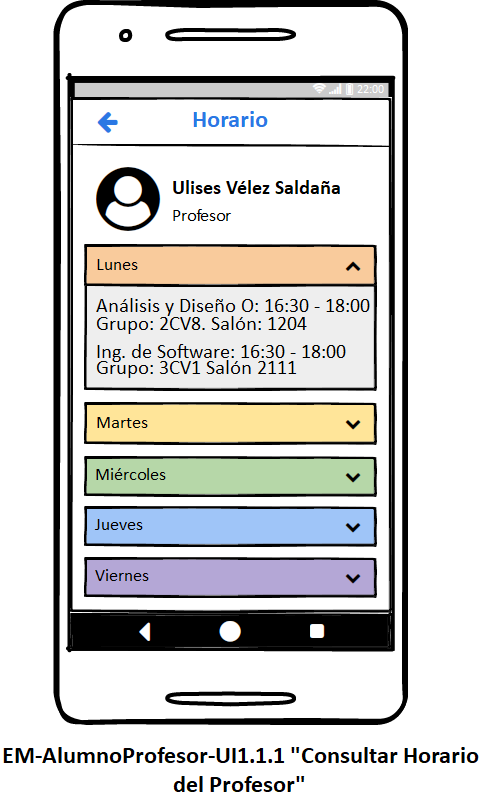 22:00
Horario
Ulises Vélez Saldaña
Profesor
Lunes
Análisis y Diseño O: 16:30 - 18:00
Grupo: 2CV8. Salón: 1204
Ing. de Software: 16:30 - 18:00
Grupo: 3CV1 Salón 2111
Martes
Miércoles
Jueves
Viernes
EM-AlumnoProfesor-UI1.1.1 "Consultar Horario
del Profesor"